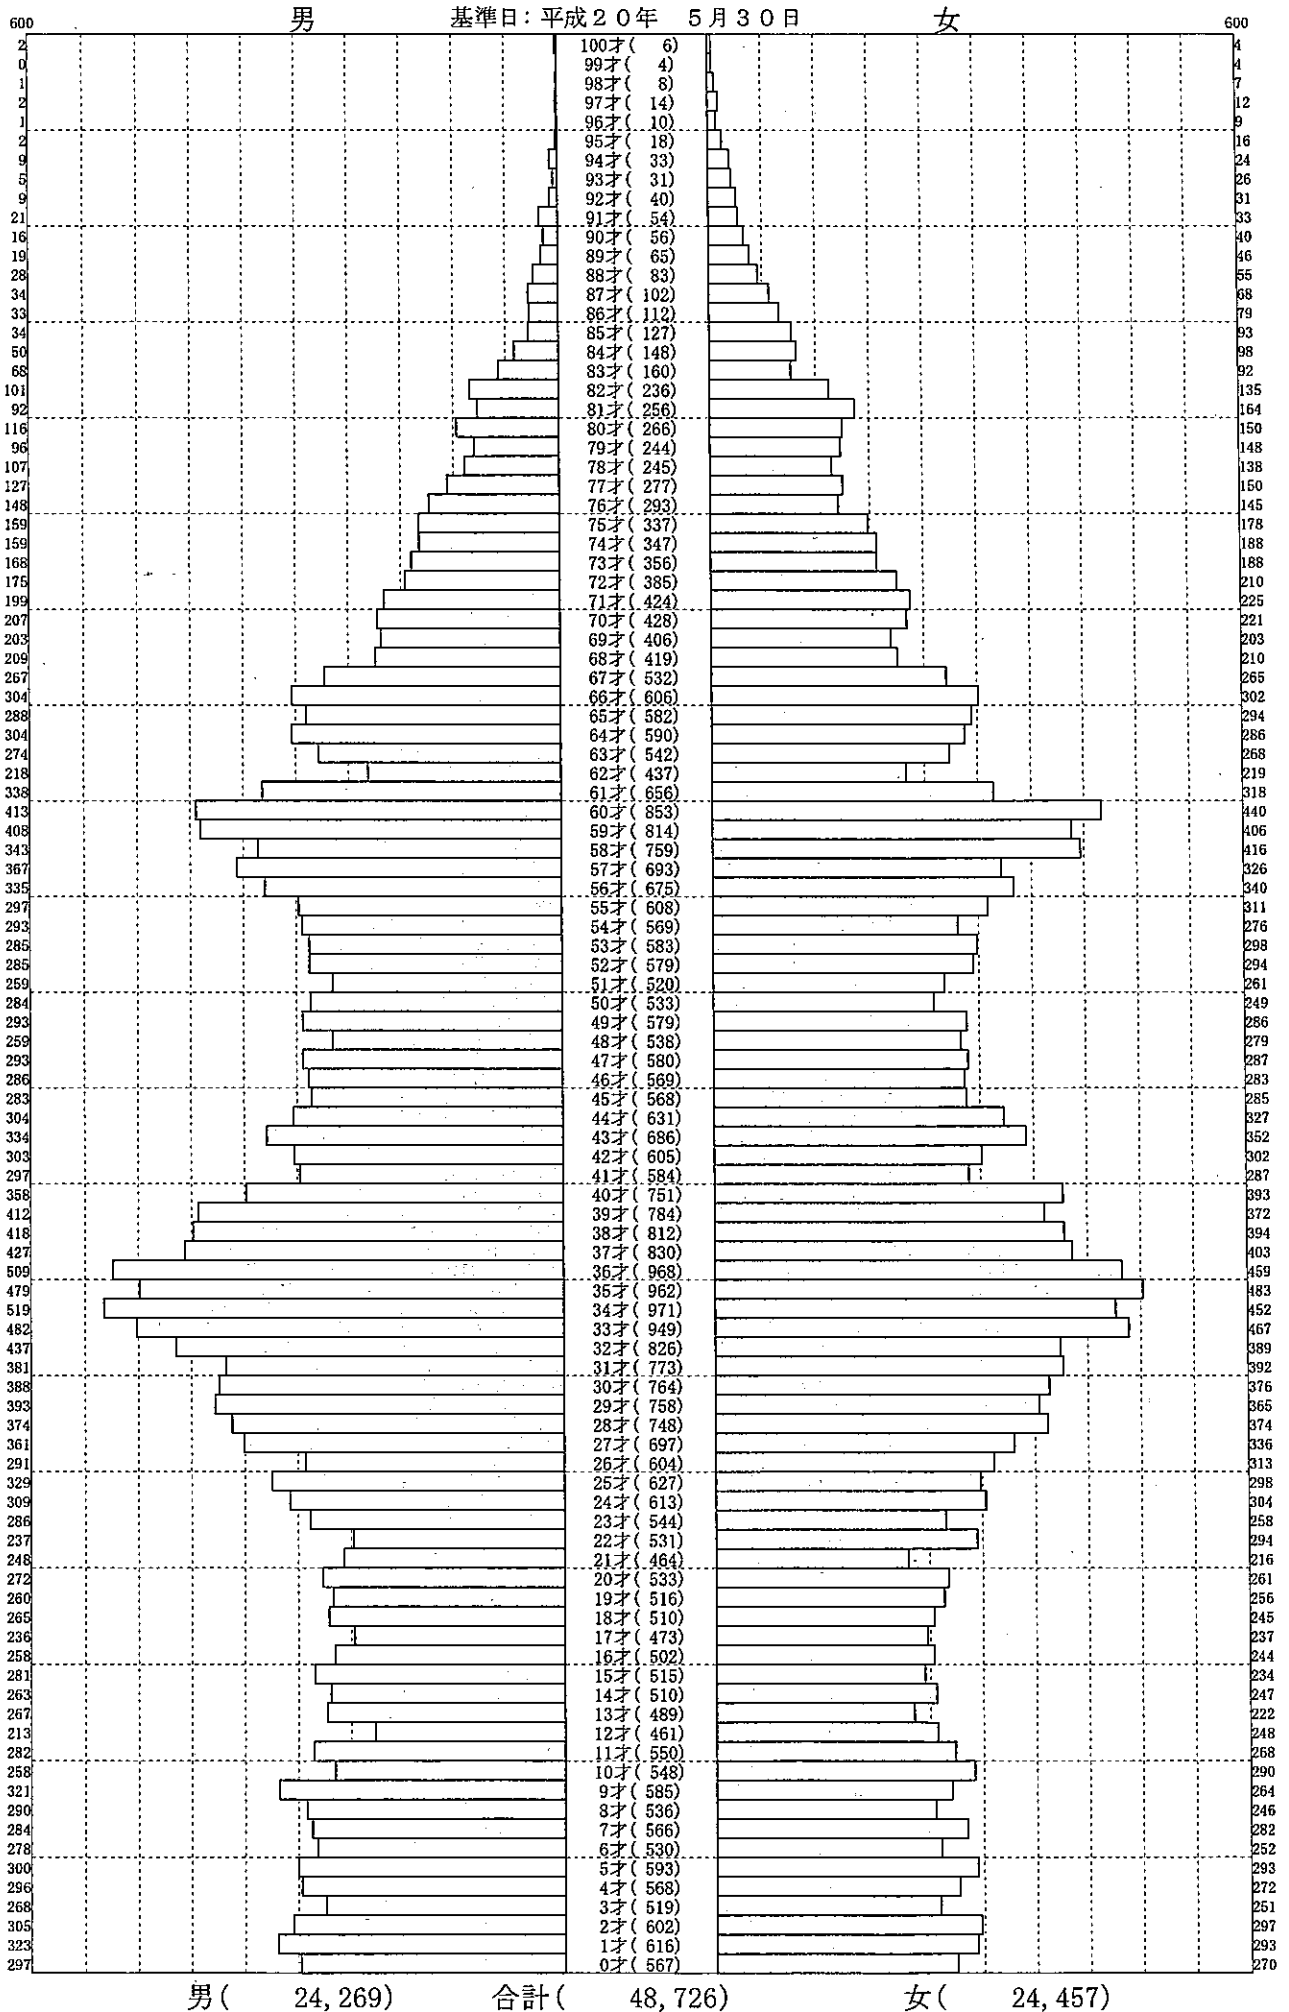 男 基準日：平成２０年 ５月３０日 女
600 600
2 100才( 6) 4
0 99才( 4) 4
1 98才( 8) 7
2 97才( 14) 12
1 96才( 10) 9
2 95才( 18) 16
9 94才( 33) 24
5 93才( 31) 26
9 92才( 40) 31
21 91才( 54) 33
16 90才( 56) 40
19 89才( 65) 46
28 88才( 83) 55
34 87才( 102) 68
33 86才( 112) 79
34 85才( 127) 93
50 84才( 148) 98
68 83才( 160) 92
101 82才( 236) 135
92 81才( 256) 164
116 80才( 266) 150
96 79才( 244) 148
107 78才( 245) 138
127 77才( 277) 150
148 76才( 293) 145
159 75才( 337) 178
159 74才( 347) 188
168 73才( 356) 188
175 72才( 385) 210
199 71才( 424) 225
207 70才( 428) 221
203 69才( 406) 203
209 68才( 419) 210
267 67才( 532) 265
304 66才( 606) 302
288 65才( 582) 294
304 64才( 590) 286
274 63才( 542) 268
218 62才( 437) 219
338 61才( 656) 318
413 60才( 853) 440
408 59才( 814) 406
343 58才( 759) 416
367 57才( 693) 326
335 56才( 675) 340
297 55才( 608) 311
293 54才( 569) 276
285 53才( 583) 298
285 52才( 579) 294
259 51才( 520) 261
284 50才( 533) 249
293 49才( 579) 286
259 48才( 538) 279
293 47才( 580) 287
286 46才( 569) 283
283 45才( 568) 285
304 44才( 631) 327
334 43才( 686) 352
303 42才( 605) 302
297 41才( 584) 287
358 40才( 751) 393
412 39才( 784) 372
418 38才( 812) 394
427 37才( 830) 403
509 36才( 968) 459
479 35才( 962) 483
519 34才( 971) 452
482 33才( 949) 467
437 32才( 826) 389
381 31才( 773) 392
388 30才( 764) 376
393 29才( 758) 365
374 28才( 748) 374
361 27才( 697) 336
291 26才( 604) 313
329 25才( 627) 298
309 24才( 613) 304
286 23才( 544) 258
237 22才( 531) 294
248 21才( 464) 216
272 20才( 533) 261
260 19才( 516) 256
265 18才( 510) 245
236 17才( 473) 237
258 16才( 502) 244
281 15才( 515) 234
263 14才( 510) 247
267 13才( 489) 222
213 12才( 461) 248
282 11才( 550) 268
258 10才( 548) 290
321 9才( 585) 264
290 8才( 536) 246
284 7才( 566) 282
278 6才( 530) 252
300 5才( 593) 293
296 4才( 568) 272
268 3才( 519) 251
305 2才( 602) 297
323 1才( 616) 293
297 0才( 567) 270
男( 24,269) 合計( 48,726) 女( 24,457)